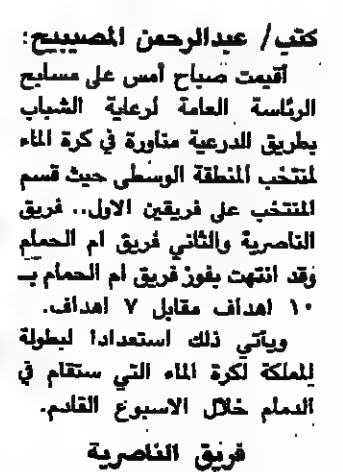 كتب/ عبدالرحمن المصيبيح:
أقيمت صباح أمس على مسابح
الرئاسة العامة لرعاية الشباب
بطريق الدرعية مناورة في كرة الماء
لمنتخب المنطقة الوسطى حيث قسم
المنتخب على فريقين الاول.. فريق
الناصرية والثاني فريق ام الحمام
وقد انتهت بفوز فريق ام الحمام بـ
١٠ اهداف مقابل ٧ اهداف.
ويأتي ذلك استعدادا لبطولة
المملكة لكرة الماء التي ستقام في
الدمام خلال الاسبوع القادم.
فريق الناصرية